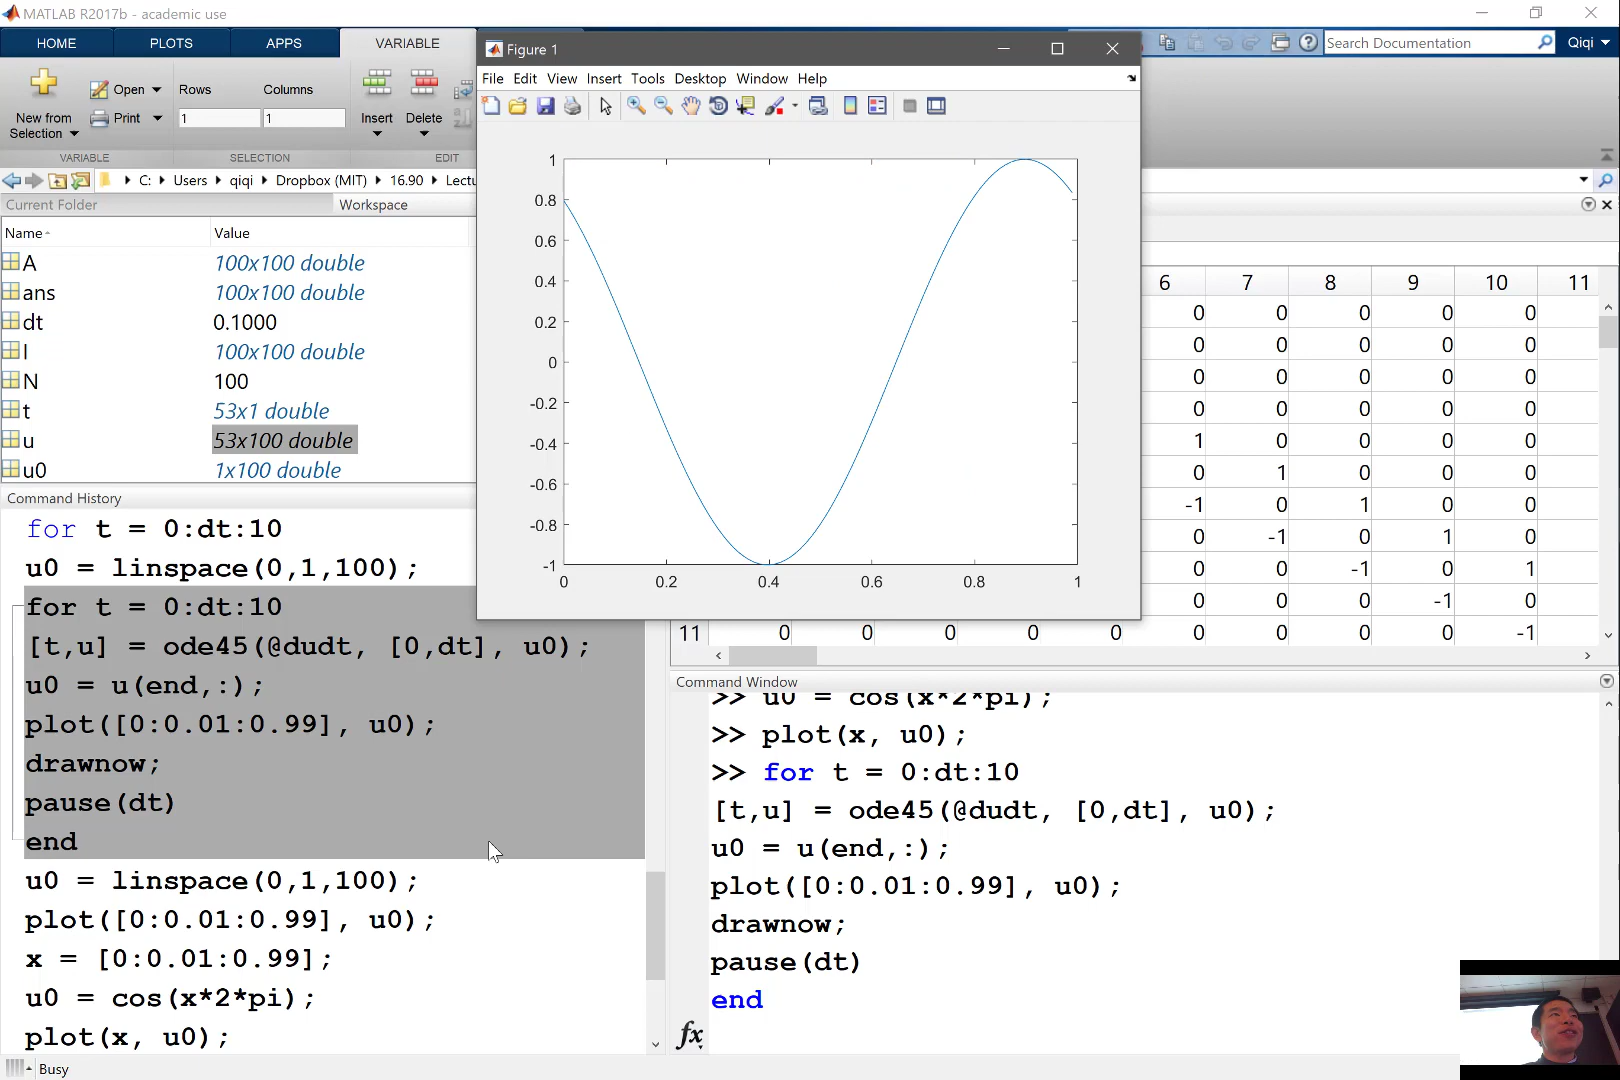 MATLAB R2017b - academic use
HOME PLOTS APPS VARIABLE
Search Documentation
Qiqi
New from Selection
Open
Print
Rows Columns
1 1
Insert Delete
VARIABLE SELECTION EDIT
C: Users qiqi Dropbox (MIT) 16.90 Lectu
Current Folder Workspace
Name Value
A 100x100 double
ans 100x100 double
dt 0.1000
I 100x100 double
N 100
t 53x1 double
u 53x100 double
u0 1x100 double
Command History
for t = 0:dt:10
u0 = linspace(0,1,100);
for t = 0:dt:10
[t,u] = ode45(@dudt, [0,dt], u0);
u0 = u(end,:);
plot([0:0.01:0.99], u0);
drawnow;
pause(dt)
end
u0 = linspace(0,1,100);
plot([0:0.01:0.99], u0);
x = [0:0.01:0.99];
u0 = cos(x*2*pi);
plot(x, u0);
Busy
Figure 1
File Edit View Insert Tools Desktop Window Help
1
0.8
0.6
0.4
0.2
0
-0.2
-0.4
-0.6
-0.8
-1
0 0.2 0.4 0.6 0.8 1
6 7 8 9 10 11
0 0 0 0 0
0 0 0 0 0
0 0 0 0 0
0 0 0 0 0
1 0 0 0 0
0 1 0 0 0
-1 0 1 0 0
0 -1 0 1 0
0 0 -1 0 1
0 0 0 -1 0
11 0 0 0 0 0 0 0 0 0 -1
Command Window
>> u0 = cos(x*2*pi);
>> plot(x, u0);
>> for t = 0:dt:10
[t,u] = ode45(@dudt, [0,dt], u0);
u0 = u(end,:);
plot([0:0.01:0.99], u0);
drawnow;
pause(dt)
end
fx